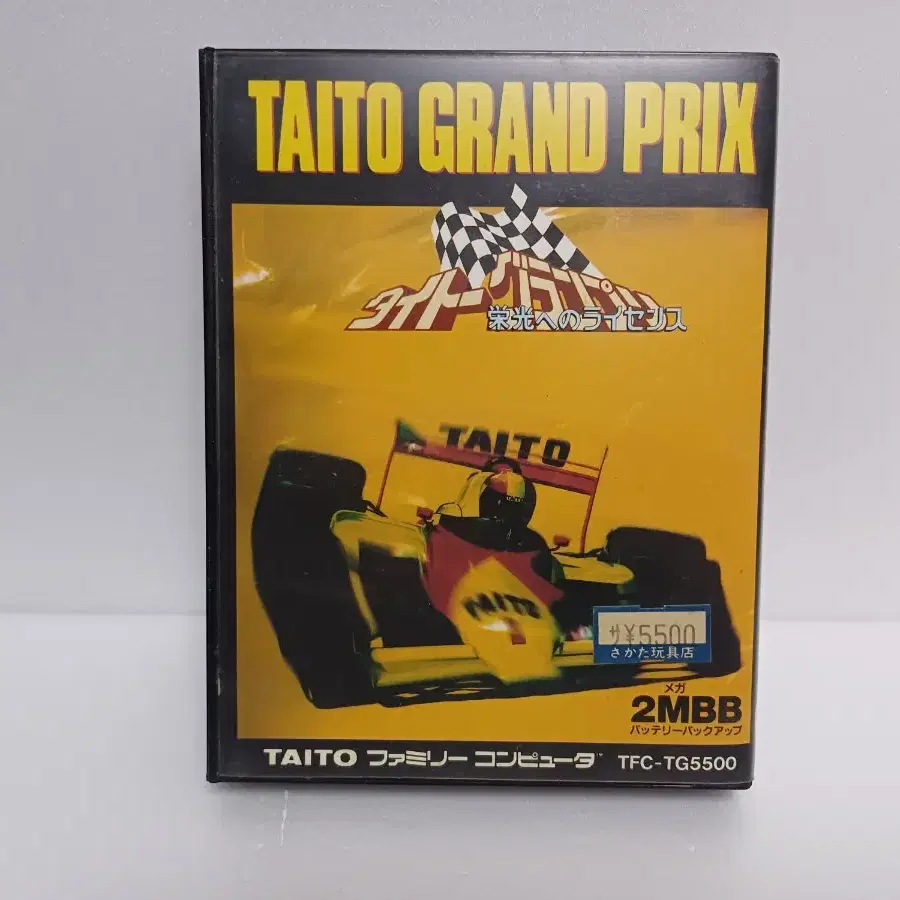 TAITO GRAND PRIX
タイトーグランプリ
栄光へのライセンス
TAITO
TAITO
サ¥5500
さかた玩具店
メガ
2MBB
バッテリーバックアップ
TAITO ファミリー コンピュータ™ TFC-TG5500